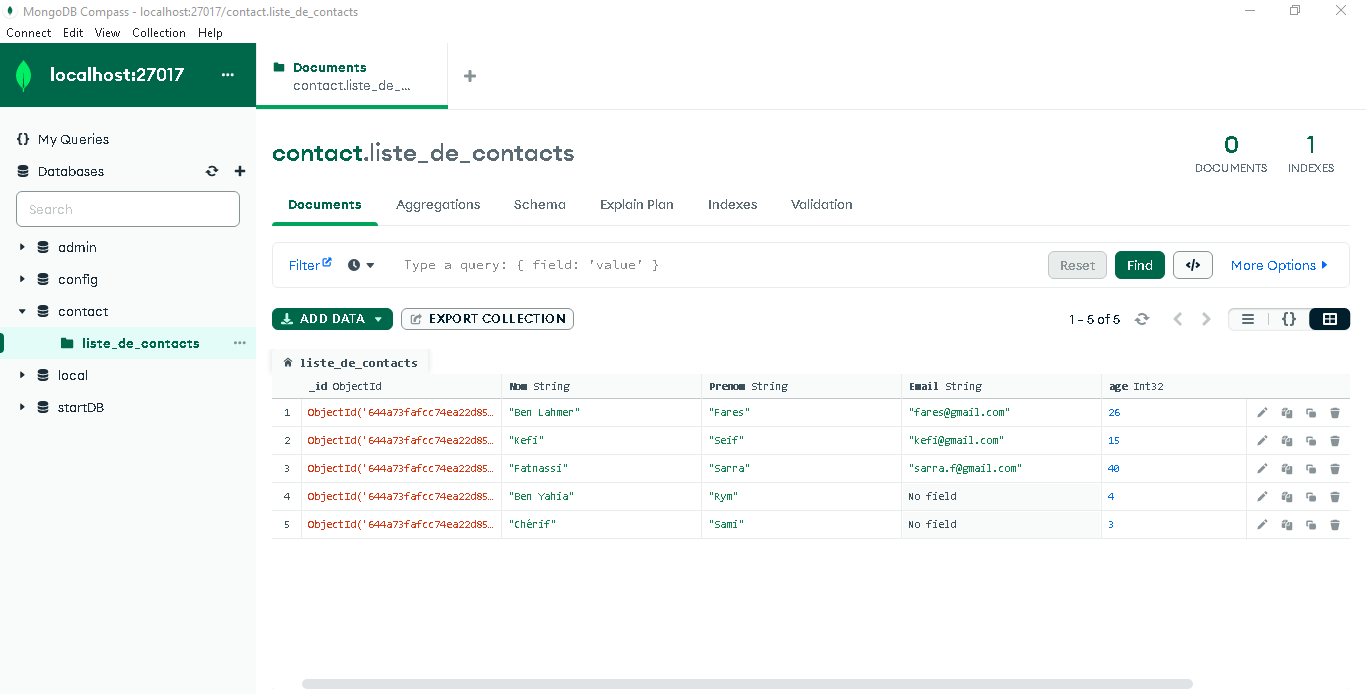 MongoDB Compass - localhost:27017/contact.liste_de_contacts
Connect Edit View Collection Help
localhost:27017 ...
Documents
contact.liste_de_...
{} My Queries
Databases
Search
admin
config
contact
liste_de_contacts ...
local
startDB
contact.liste_de_contacts
0
DOCUMENTS
1
INDEXES
Documents Aggregations Schema Explain Plan Indexes Validation
Filter Type a query: { field: 'value' } Reset Find </> More Options
ADD DATA EXPORT COLLECTION 1 - 5 of 5 {}
liste_de_contacts
_id ObjectId Nom String Prenom String Email String age Int32
1 ObjectId('644a73fafcc74ea22d85... "Ben Lahmer" "Fares" "fares@gmail.com" 26
2 ObjectId('644a73fafcc74ea22d85... "Kefi" "Seif" "kefi@gmail.com" 15
3 ObjectId('644a73fafcc74ea22d85... "Fatnassi" "Sarra" "sarra.f@gmail.com" 40
4 ObjectId('644a73fafcc74ea22d85... "Ben Yahia" "Rym" No field 4
5 ObjectId('644a73fafcc74ea22d85... "Chérif" "Sami" No field 3